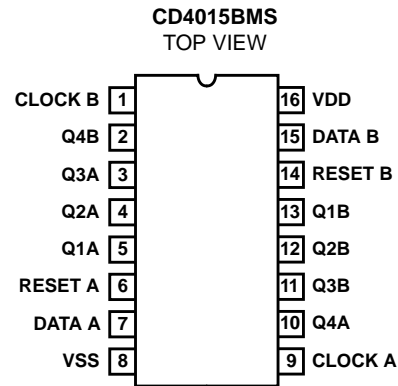 CD4015BMS
TOP VIEW
CLOCK B 1 16 VDD
Q4B 2 15 DATA B
Q3A 3 14 RESET B
Q2A 4 13 Q1B
Q1A 5 12 Q2B
RESET A 6 11 Q3B
DATA A 7 10 Q4A
VSS 8 9 CLOCK A